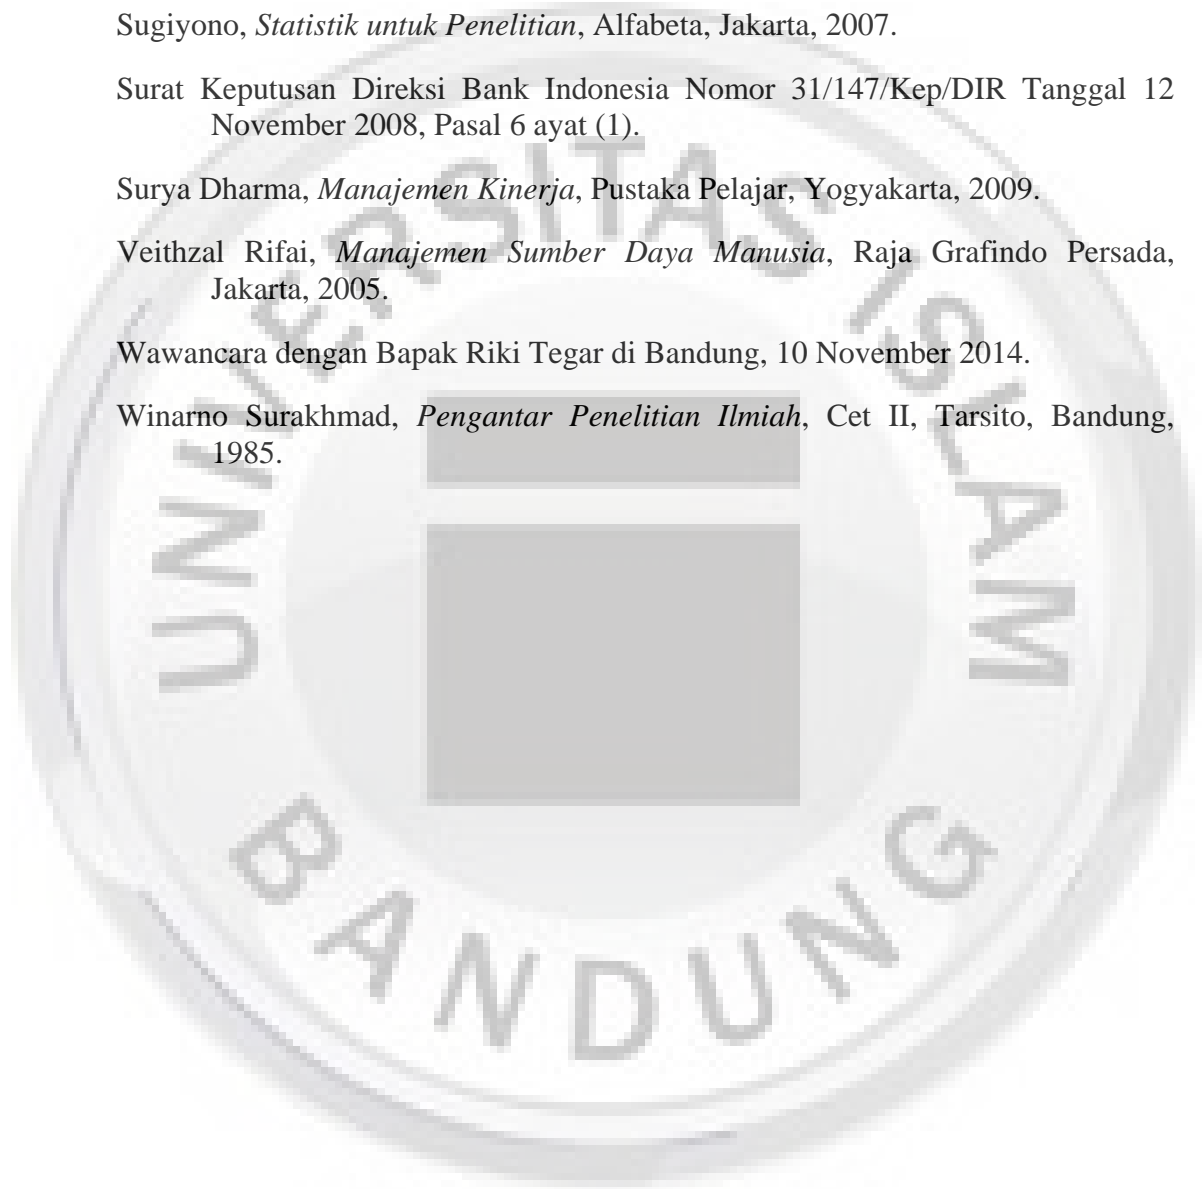 Sugiyono, Statistik untuk Penelitian, Alfabeta, Jakarta, 2007.
Surat Keputusan Direksi Bank Indonesia Nomor 31/147/Kep/DIR Tanggal 12
November 2008, Pasal 6 ayat (1).
Surya Dharma, Manajemen Kinerja, Pustaka Pelajar, Yogyakarta, 2009.
Veithzal Rifai, Manajemen Sumber Daya Manusia, Raja Grafindo Persada,
Jakarta, 2005.
Wawancara dengan Bapak Riki Tegar di Bandung, 10 November 2014.
Winarno Surakhmad, Pengantar Penelitian Ilmiah, Cet II, Tarsito, Bandung,
1985.
UNIVERSITAS ISLAM
BANDUNG